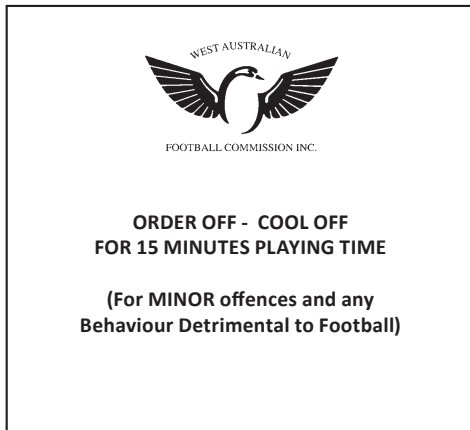 WEST AUSTRALIAN
FOOTBALL COMMISSION INC.
ORDER OFF - COOL OFF
FOR 15 MINUTES PLAYING TIME
(For MINOR offences and any
Behaviour Detrimental to Football)